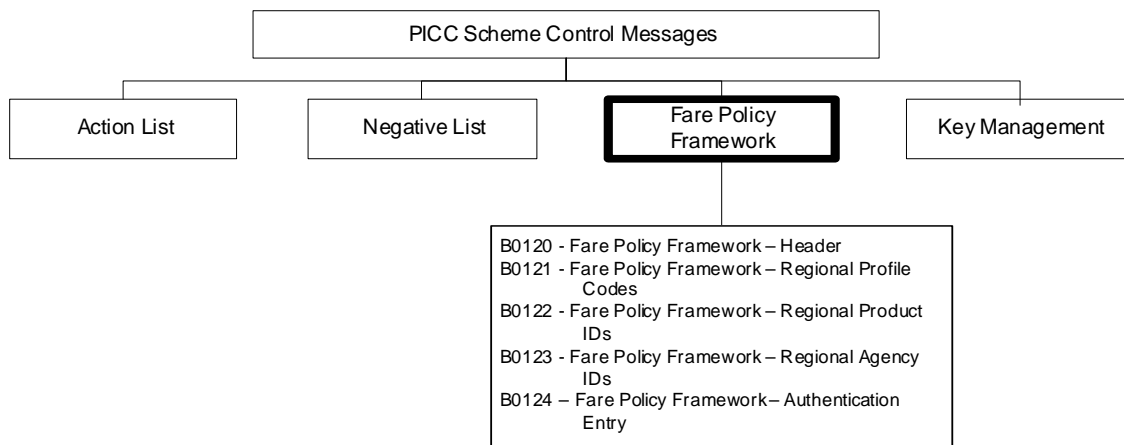 PICC Scheme Control Messages
Action List
Negative List
Fare Policy
Framework
Key Management
B0120 - Fare Policy Framework – Header
B0121 - Fare Policy Framework – Regional Profile
Codes
B0122 - Fare Policy Framework – Regional Product
IDs
B0123 - Fare Policy Framework – Regional Agency
IDs
B0124 – Fare Policy Framework – Authentication
Entry